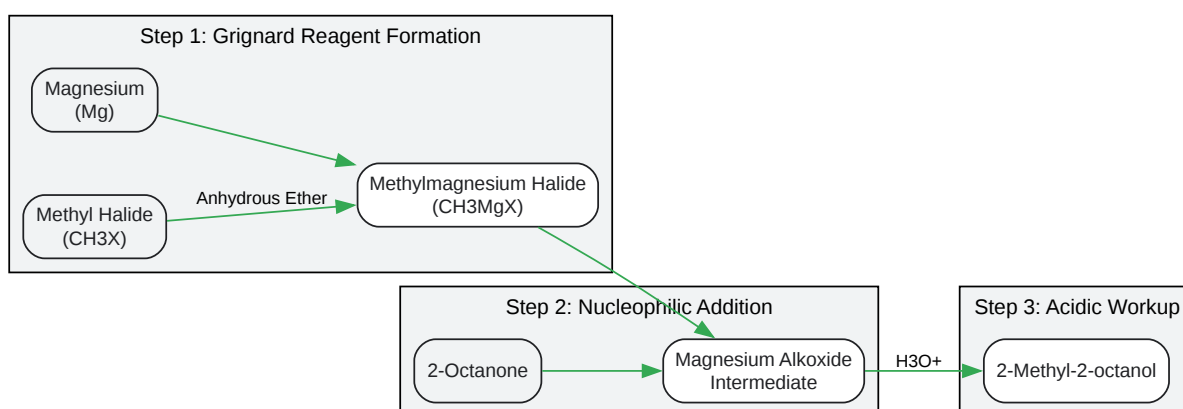 Step 1: Grignard Reagent Formation
Magnesium
(Mg)
Methyl Halide
(CH3X)
Anhydrous Ether
Methylmagnesium Halide
(CH3MgX)
Step 2: Nucleophilic Addition
2-Octanone
Magnesium Alkoxide
Intermediate
H3O+
Step 3: Acidic Workup
2-Methyl-2-octanol